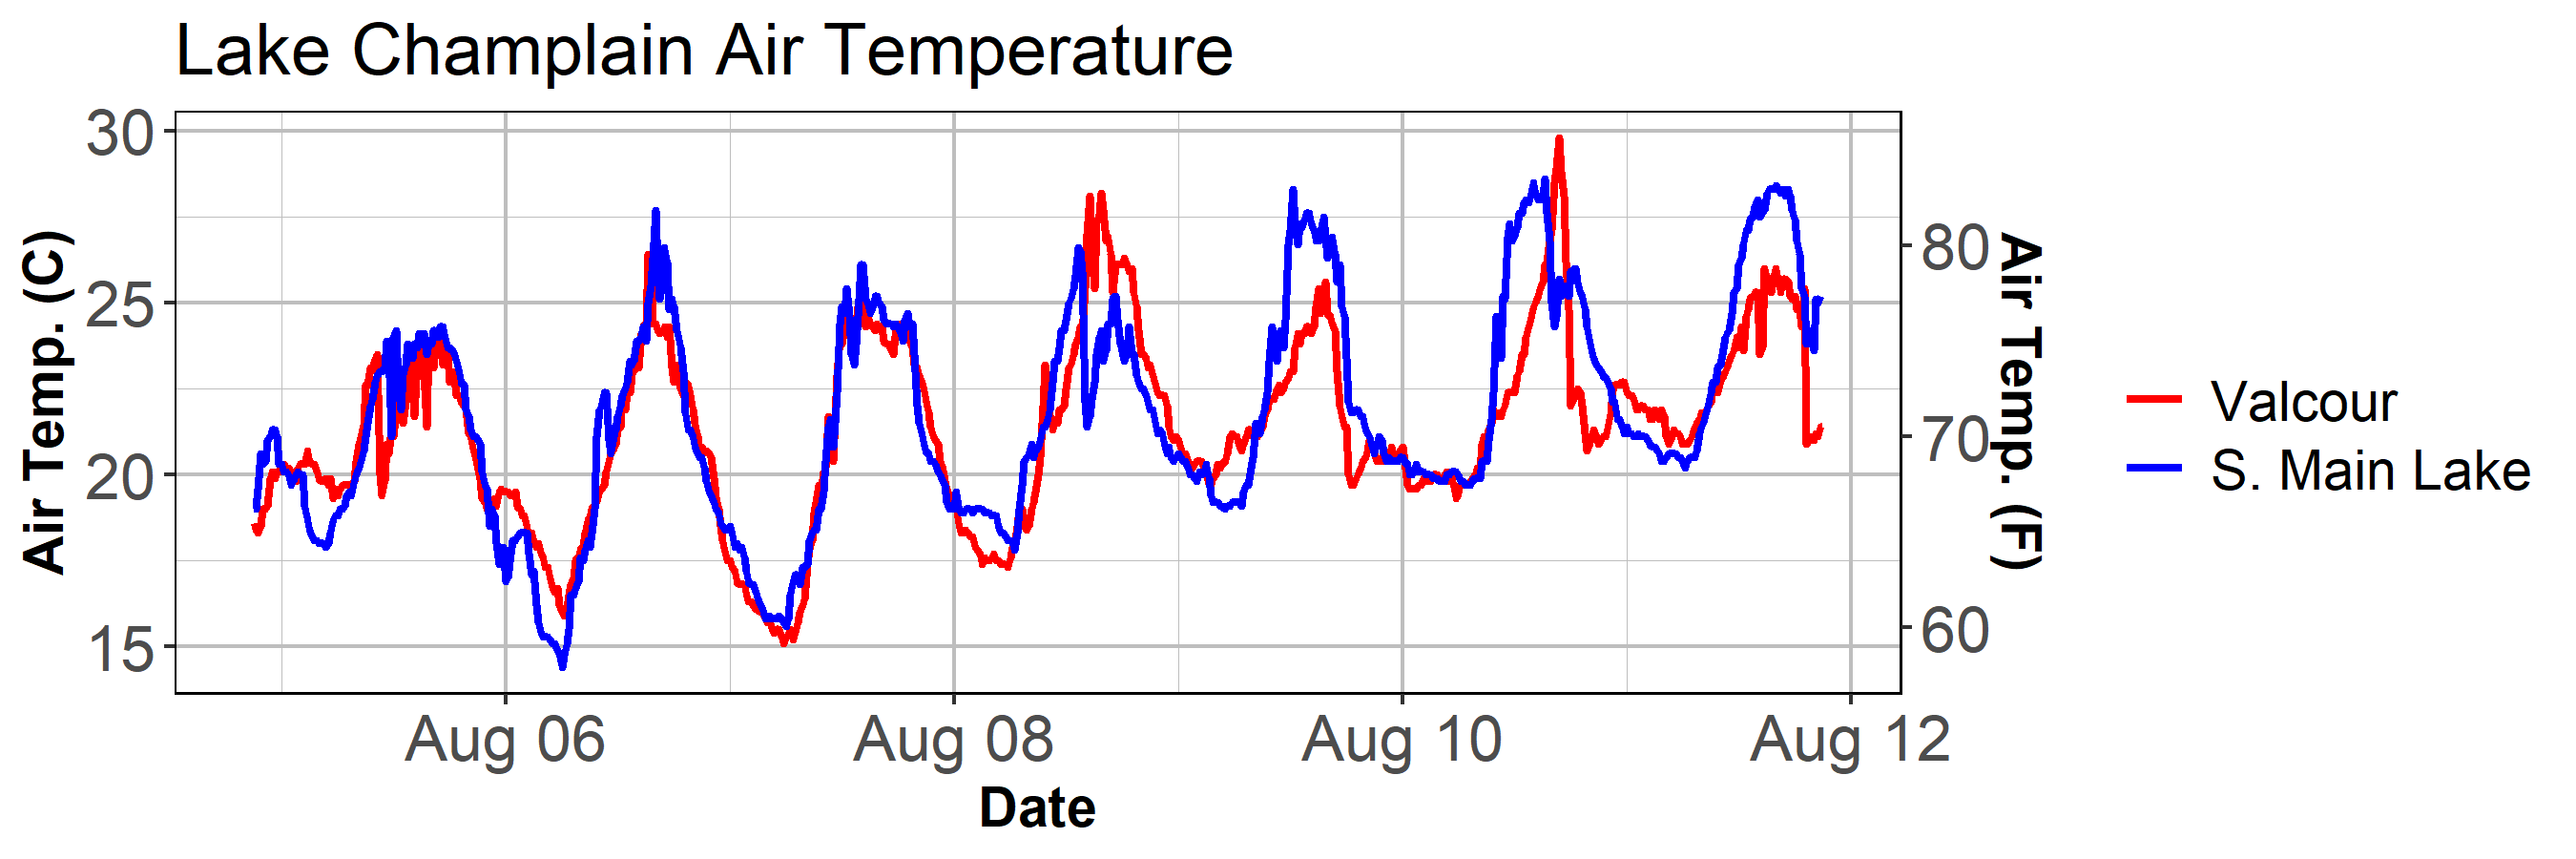 Lake Champlain Air Temperature
30
25
20
15
Air Temp. (C)
80
70
60
Air Temp. (F)
Aug 06
Aug 08
Aug 10
Aug 12
Date
Valcour
S. Main Lake